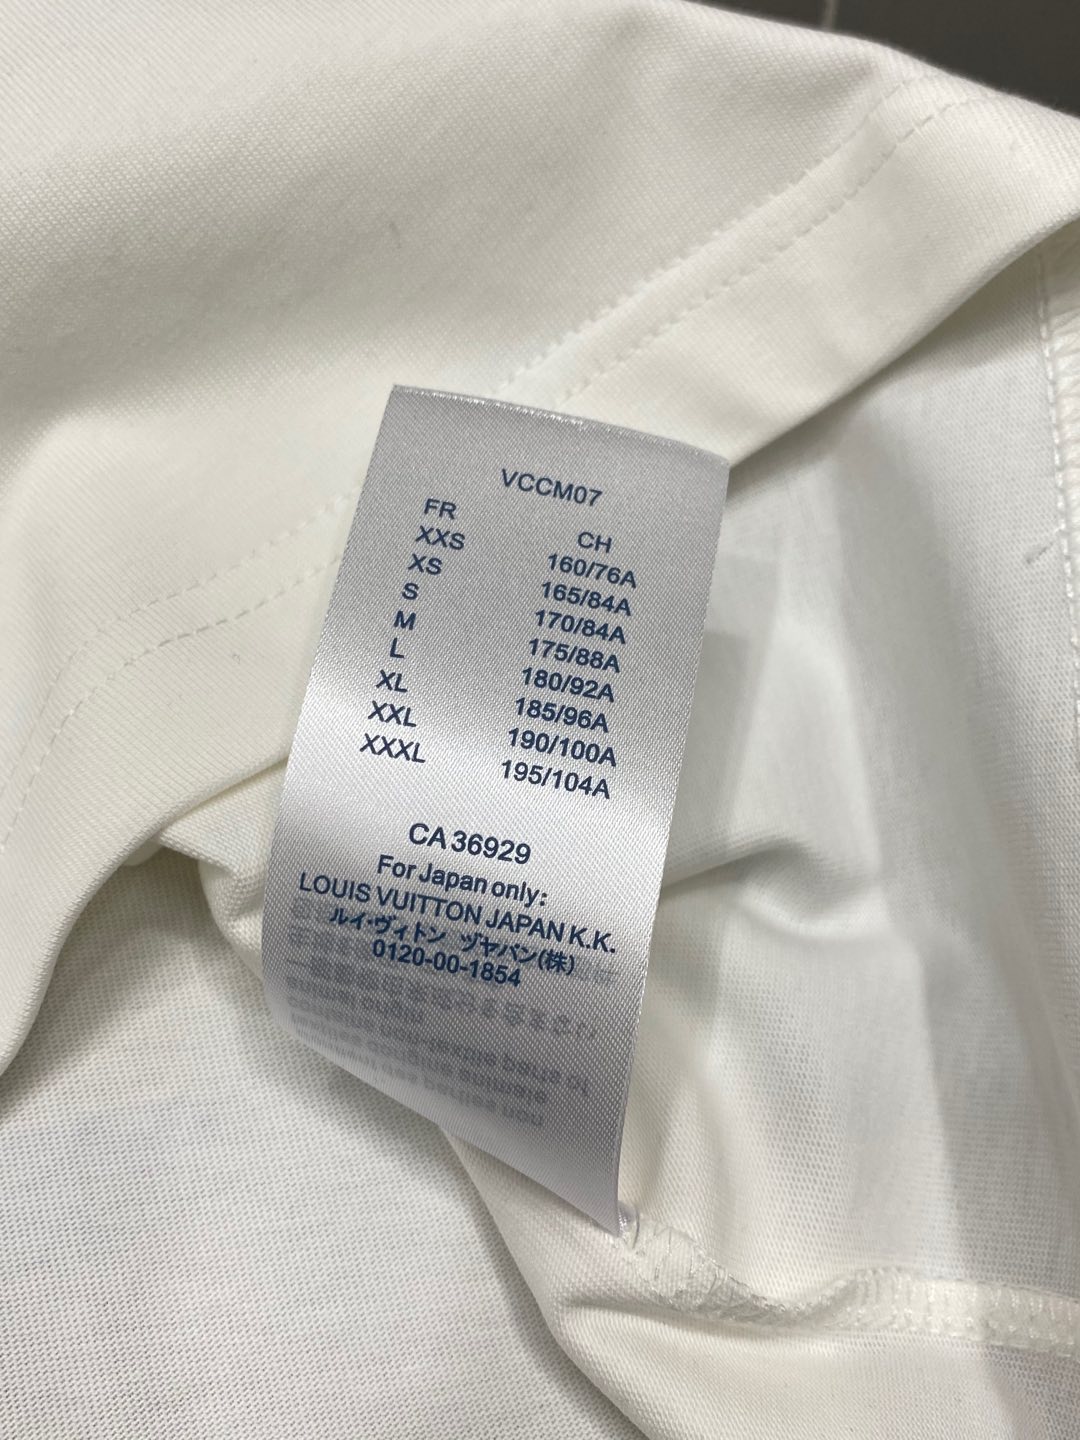 VCCM07
FR CH
XXS 160/76A
XS 165/84A
S 170/84A
M 175/88A
L 180/92A
XL 185/96A
XXL 190/100A
XXXL 195/104A
CA 36929
For Japan only:
LOUIS VUITTON JAPAN K.K.
ルイ・ヴィトン ヅヤパン(株)
0120-00-1854